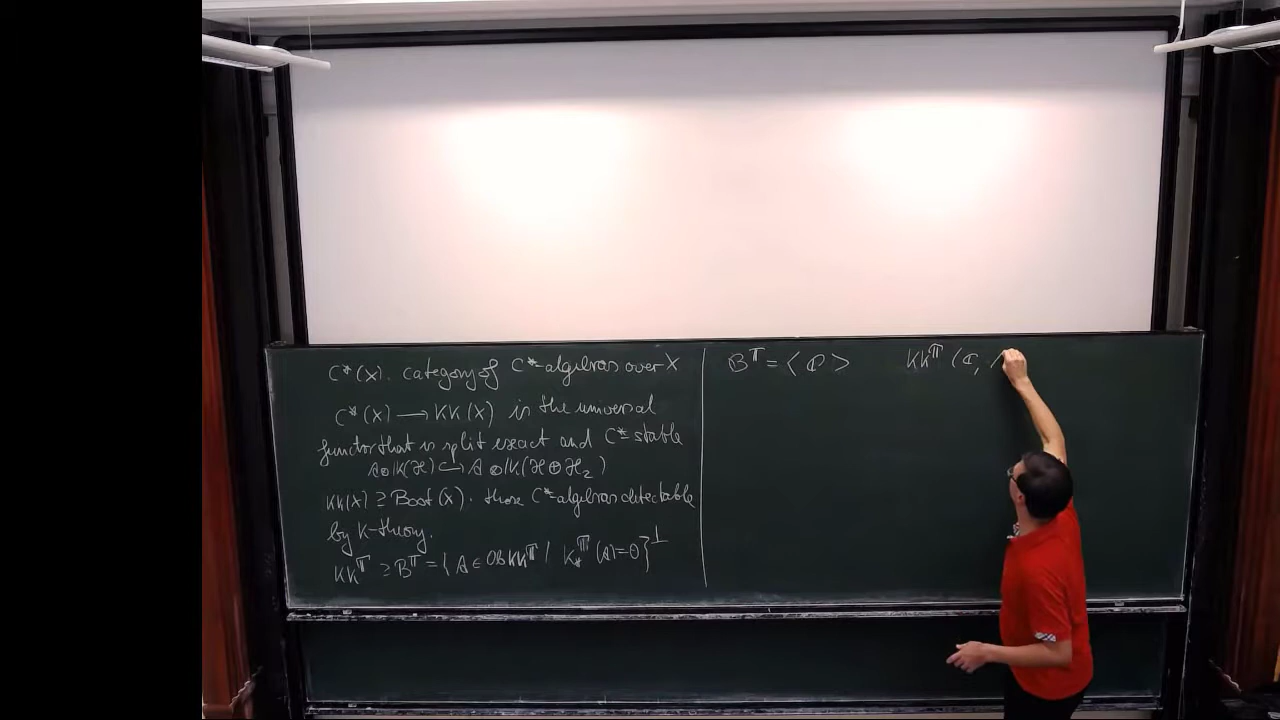 C*(X). category of C*-algebras over X
C*(X) → KK(X) is the universal
functor that is split exact and C*-stable
A⊗K(ℋ) ↪ A⊗K(ℋ⊕ℋ₂)
KK(X) ⊇ Boot(X). those C*-algebras detectable
by K-theory.
KK^𝕋 ⊇ B^𝕋 = {A ∈ Ob KK^𝕋 | K_*^𝕋(A)=0}^⊥
B^𝕋 = ⟨ℂ⟩ KK^𝕋(ℂ,